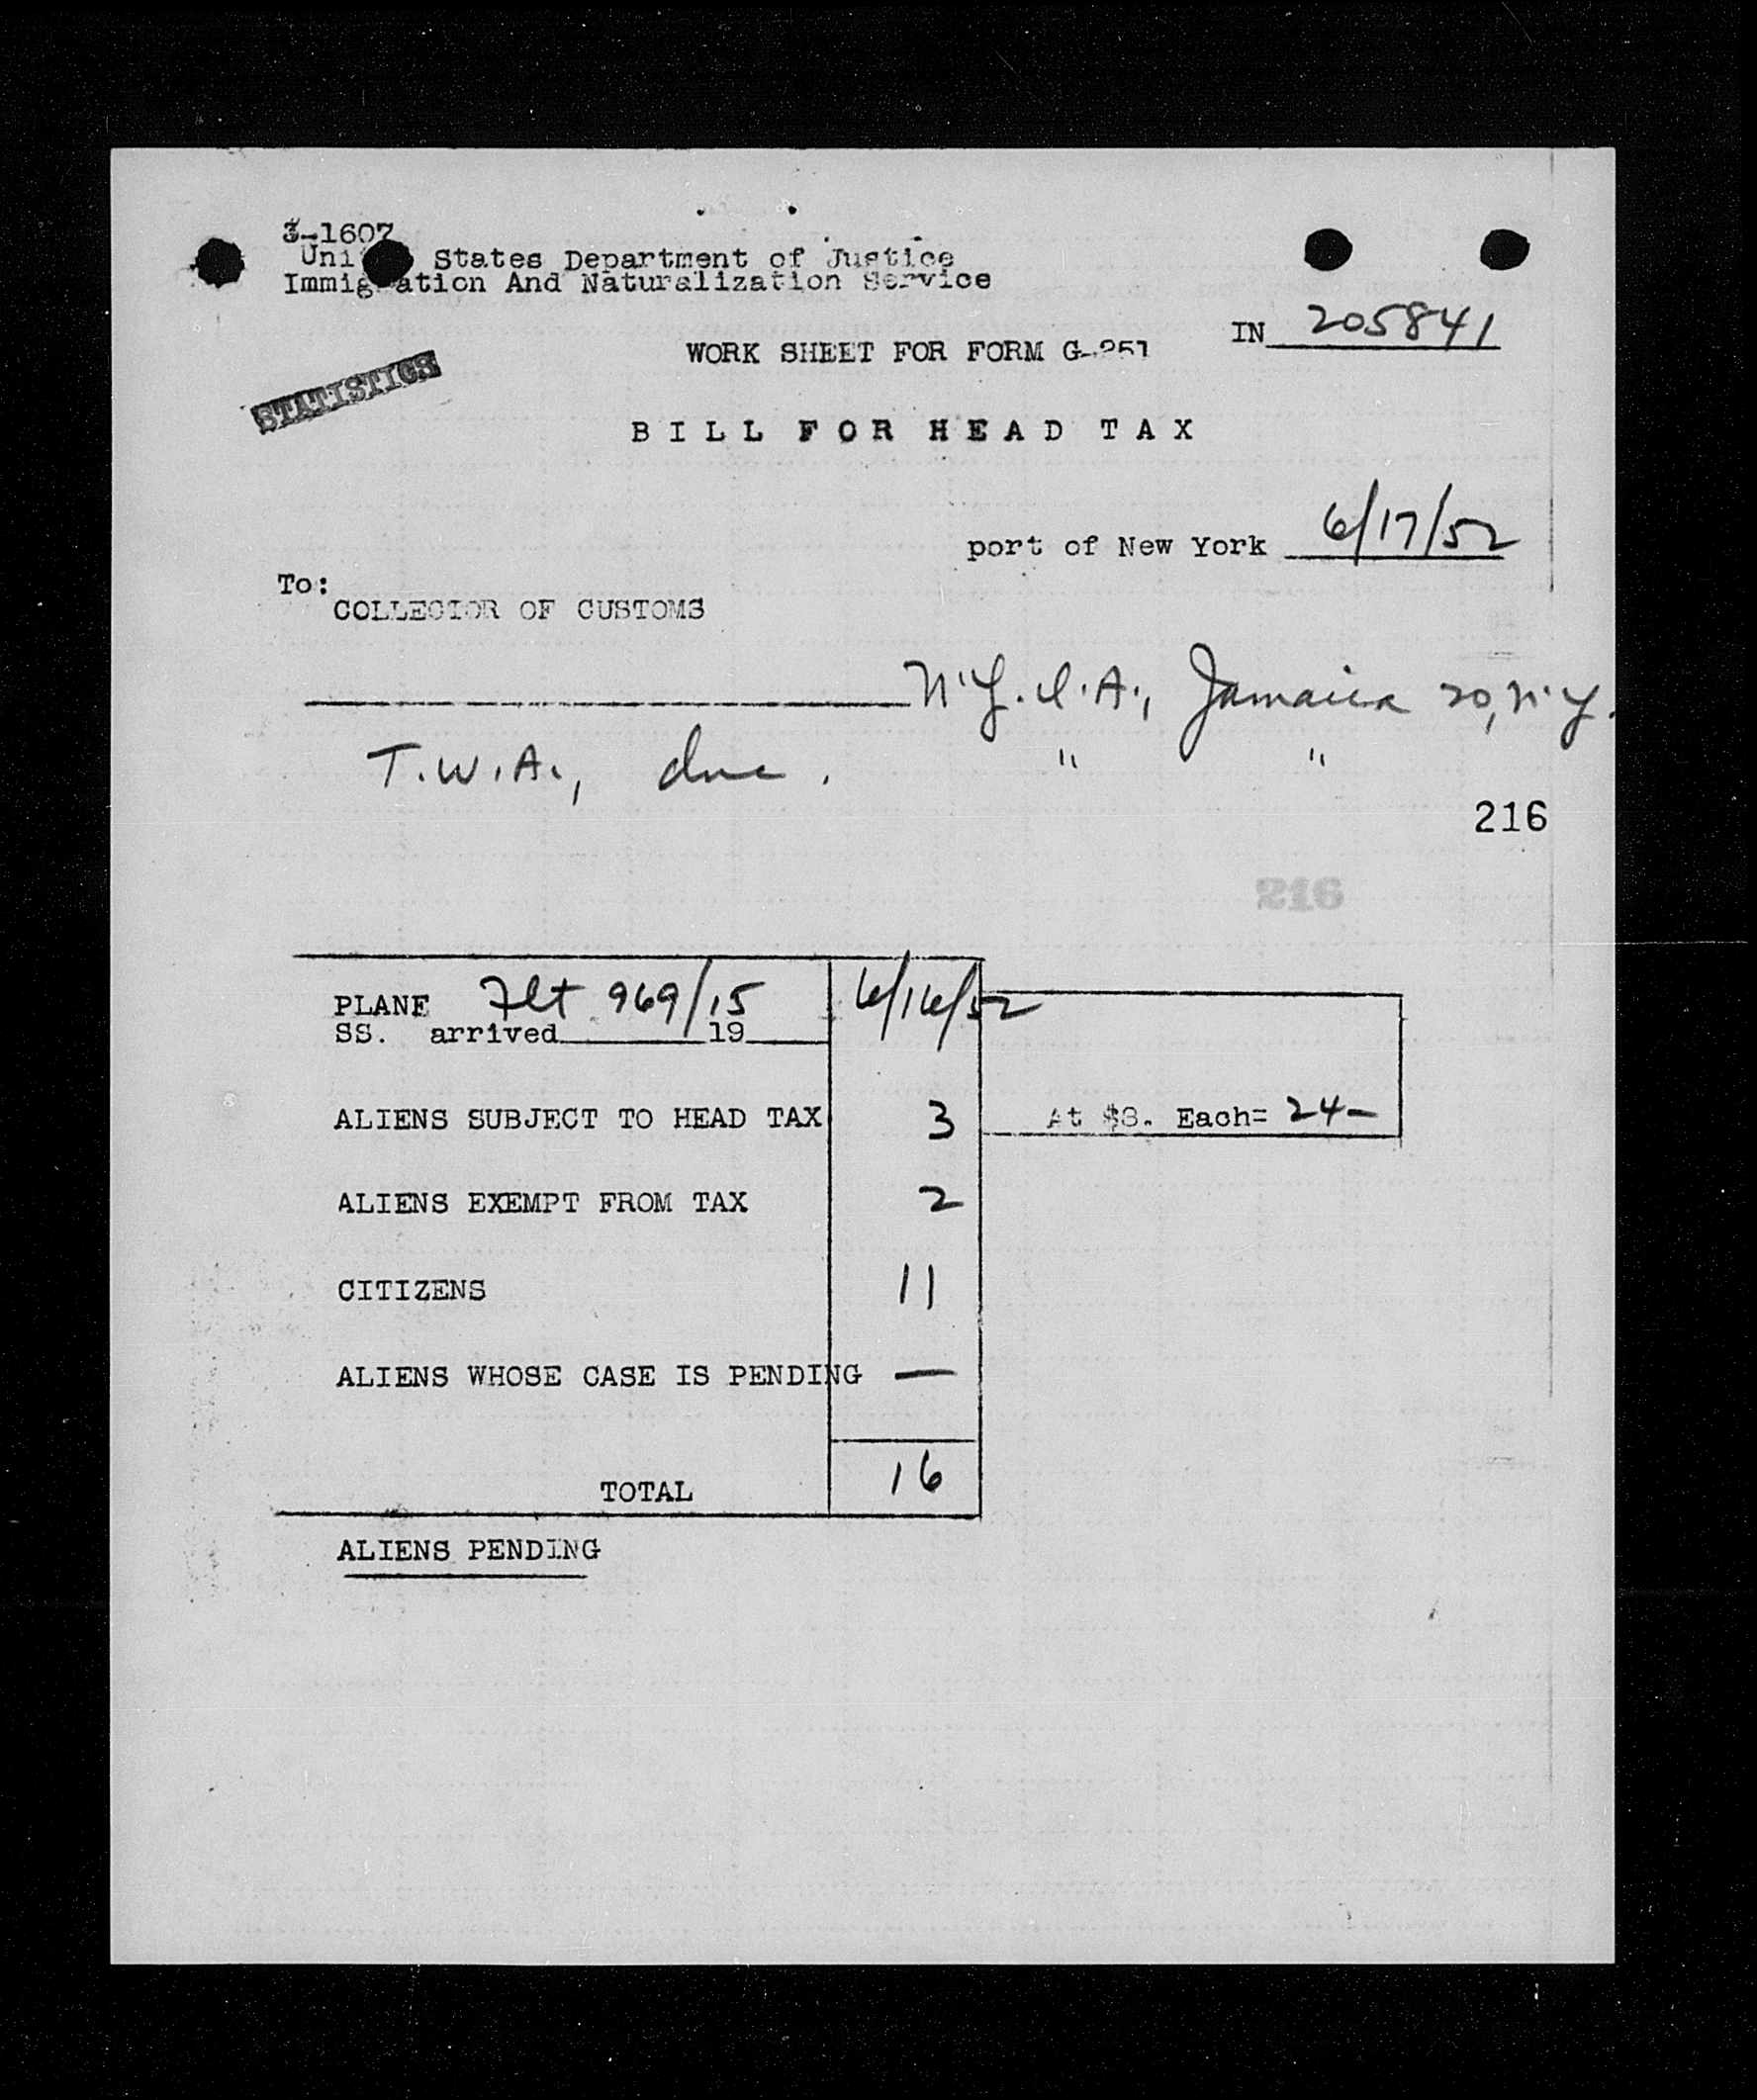 3-1607
Uni States Department of Justice
Immig ation And Naturalization Service
IN 205841
WORK SHEET FOR FORM G-251
STATISTICS
BILL FOR HEAD TAX
port of New York 6/17/52
To:
COLLECTOR OF CUSTOMS
N.Y.I.A., Jamaica 20, N.Y.
T.W.A., Inc. " "
216
216
PLANE Flt 969/15 6/16/52
SS. arrived 19
ALIENS SUBJECT TO HEAD TAX 3 At $8. Each= 24-
ALIENS EXEMPT FROM TAX 2
CITIZENS 11
ALIENS WHOSE CASE IS PENDING —
TOTAL 16
ALIENS PENDING